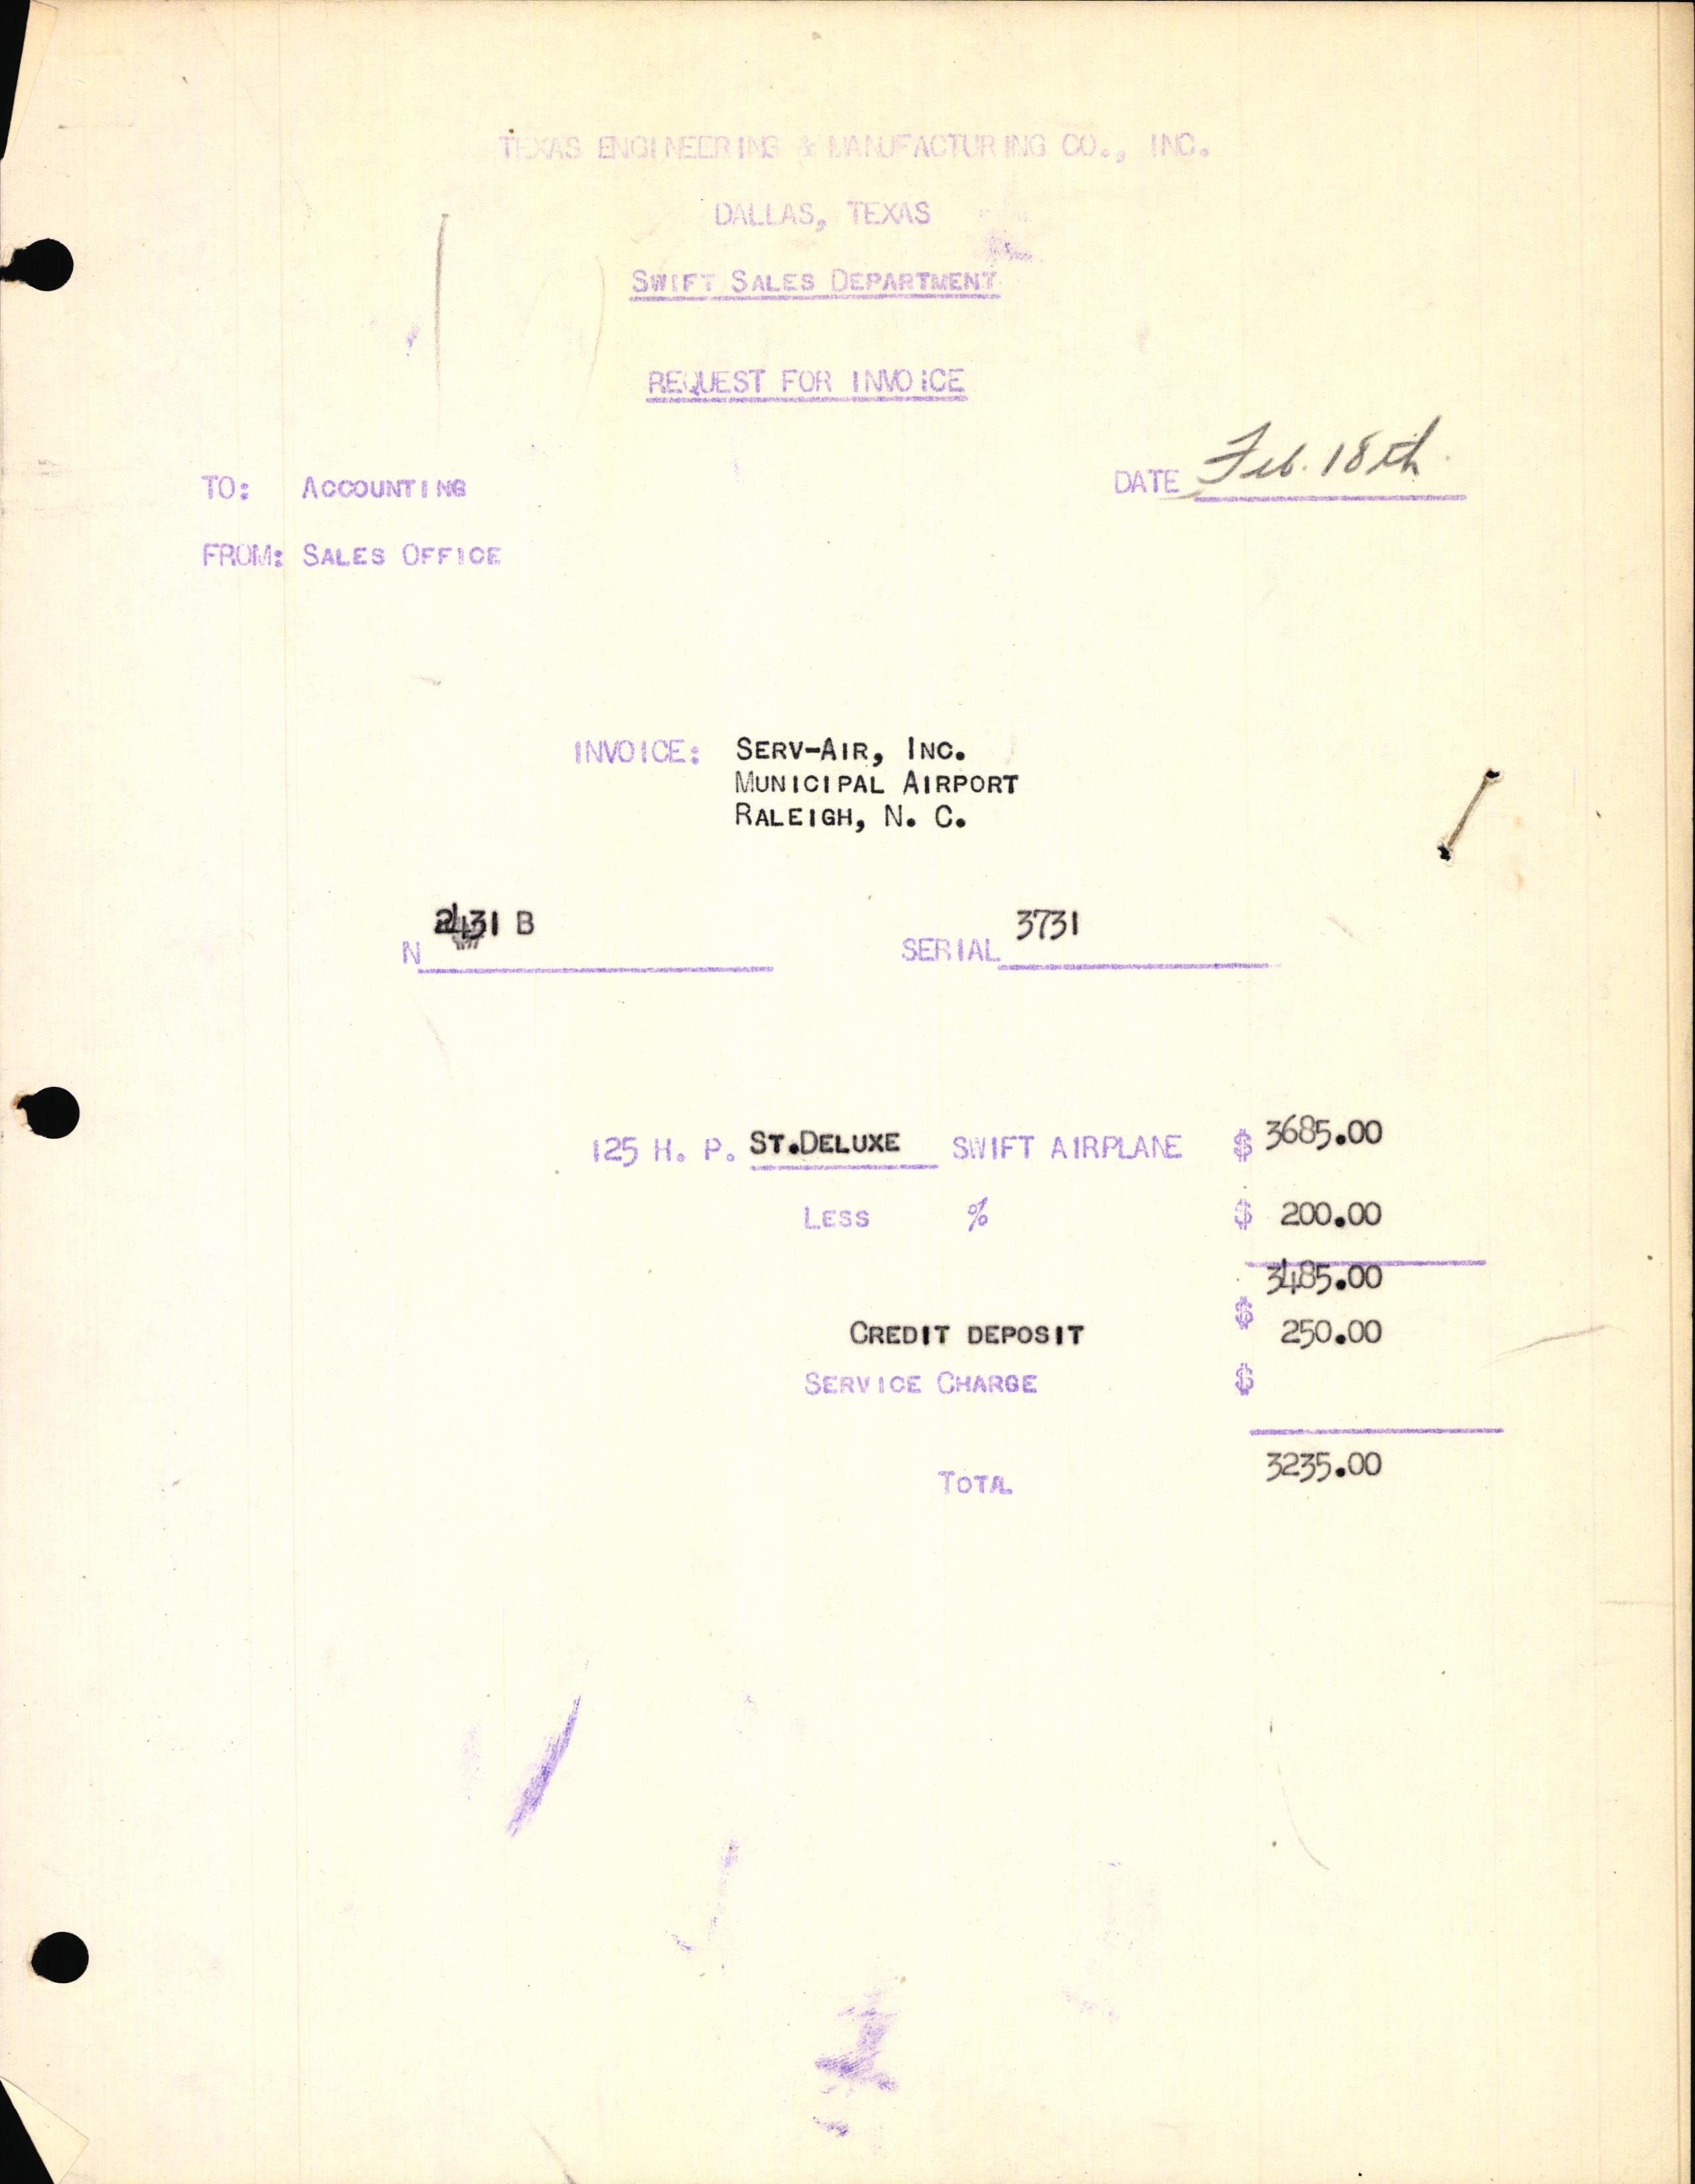 TEXAS ENGINEERING & MANUFACTURING CO., INC.
DALLAS, TEXAS
SWIFT SALES DEPARTMENT
REQUEST FOR INVOICE
TO: ACCOUNTING
DATE Feb. 18th.
FROM: SALES OFFICE
INVOICE: SERV-AIR, INC.
MUNICIPAL AIRPORT
RALEIGH, N. C.
N 2431 B SERIAL 3731
125 H. P. ST.DELUXE SWIFT AIRPLANE $ 3685.00
LESS % $ 200.00
3485.00
$
CREDIT DEPOSIT 250.00
SERVICE CHARGE $
TOTAL 3235.00